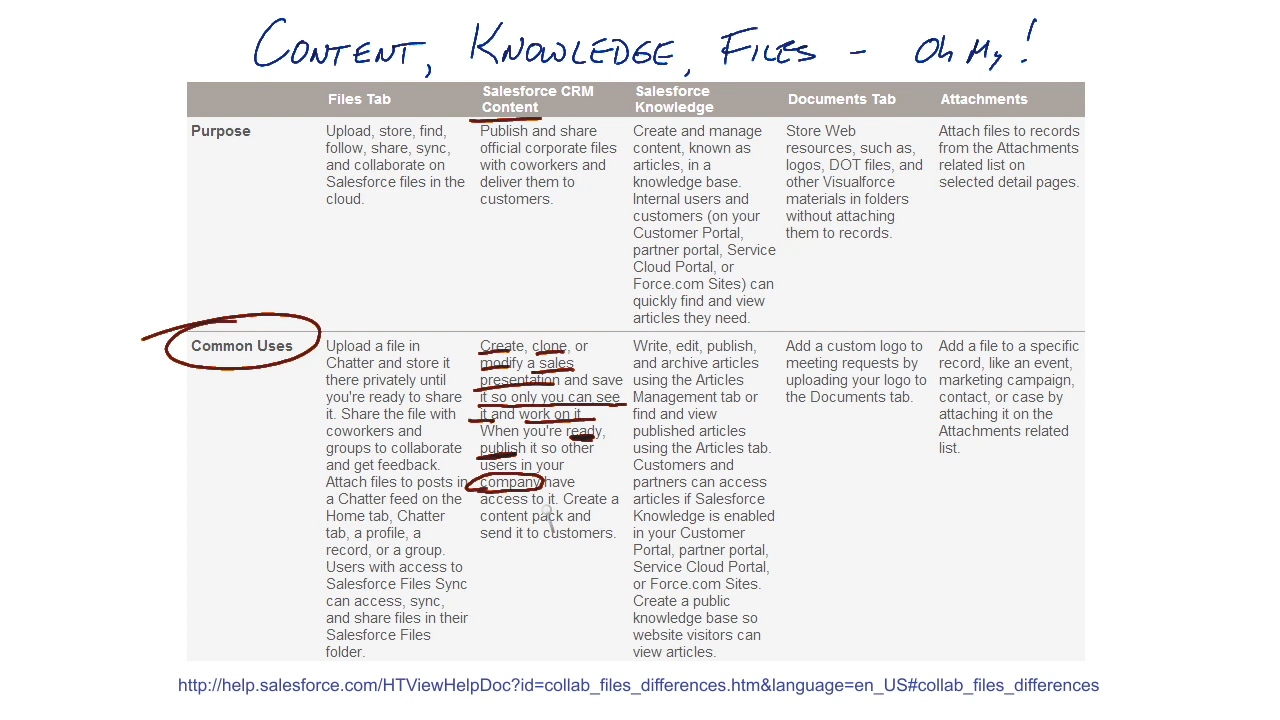 CONTENT, KNOWLEDGE, FILES - Oh My!
Files Tab
Salesforce CRM
Content
Salesforce
Knowledge
Documents Tab
Attachments
Purpose
Upload, store, find,
follow, share, sync,
and collaborate on
Salesforce files in the
cloud.
Publish and share
official corporate files
with coworkers and
deliver them to
customers.
Create and manage
content, known as
articles, in a
knowledge base.
Internal users and
customers (on your
Customer Portal,
partner portal, Service
Cloud Portal, or
Force.com Sites) can
quickly find and view
articles they need.
Store Web
resources, such as,
logos, DOT files, and
other Visualforce
materials in folders
without attaching
them to records.
Attach files to records
from the Attachments
related list on
selected detail pages.
Common Uses
Upload a file in
Chatter and store it
there privately until
you're ready to share
it. Share the file with
coworkers and
groups to collaborate
and get feedback.
Attach files to posts in
a Chatter feed on the
Home tab, Chatter
tab, a profile, a
record, or a group.
Users with access to
Salesforce Files Sync
can access, sync,
and share files in their
Salesforce Files
folder.
Create, clone, or
modify a sales
presentation and save
it so only you can see
it and work on it.
When you're ready,
publish it so other
users in your
company have
access to it. Create a
content pack and
send it to customers.
Write, edit, publish,
and archive articles
using the Articles
Management tab or
find and view
published articles
using the Articles tab.
Customers and
partners can access
articles if Salesforce
Knowledge is enabled
in your Customer
Portal, partner portal,
Service Cloud Portal,
or Force.com Sites.
Create a public
knowledge base so
website visitors can
view articles.
Add a custom logo to
meeting requests by
uploading your logo to
the Documents tab.
Add a file to a specific
record, like an event,
marketing campaign,
contact, or case by
attaching it on the
Attachments related
list.
http://help.salesforce.com/HTViewHelpDoc?id=collab_files_differences.htm&language=en_US#collab_files_differences